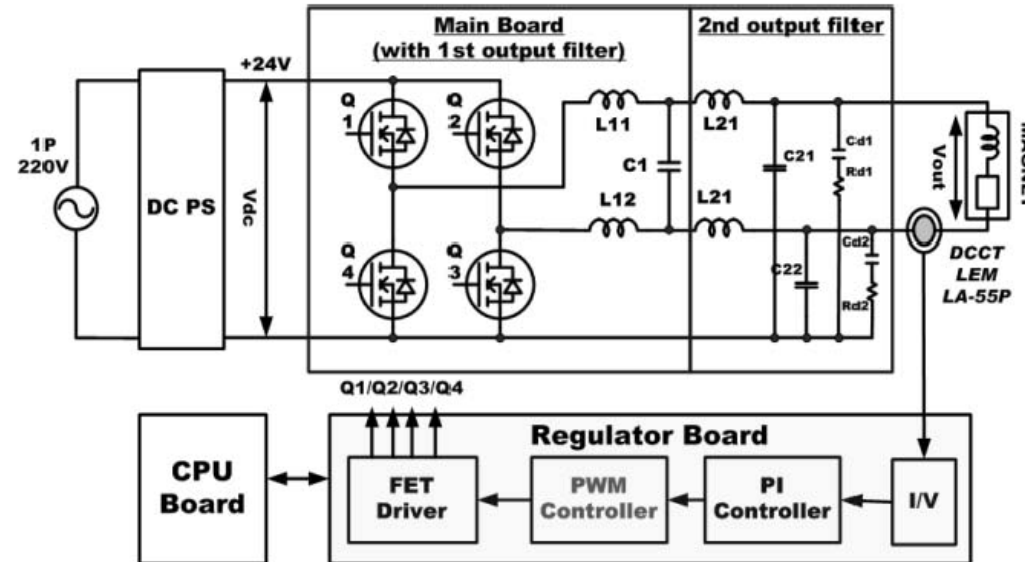 Main Board
(with 1st output filter)
2nd output filter
+24V
1P
220V
DC PS
Vdc
Q
1
Q
2
Q
4
Q
3
L11
L12
C1
L21
L21
C21
C22
Cd1
Rd1
Cd2
Rd2
Vout
MAGNET
DCCT
LEM
LA-55P
Q1/Q2/Q3/Q4
Regulator Board
CPU
Board
FET
Driver
PWM
Controller
PI
Controller
I/V